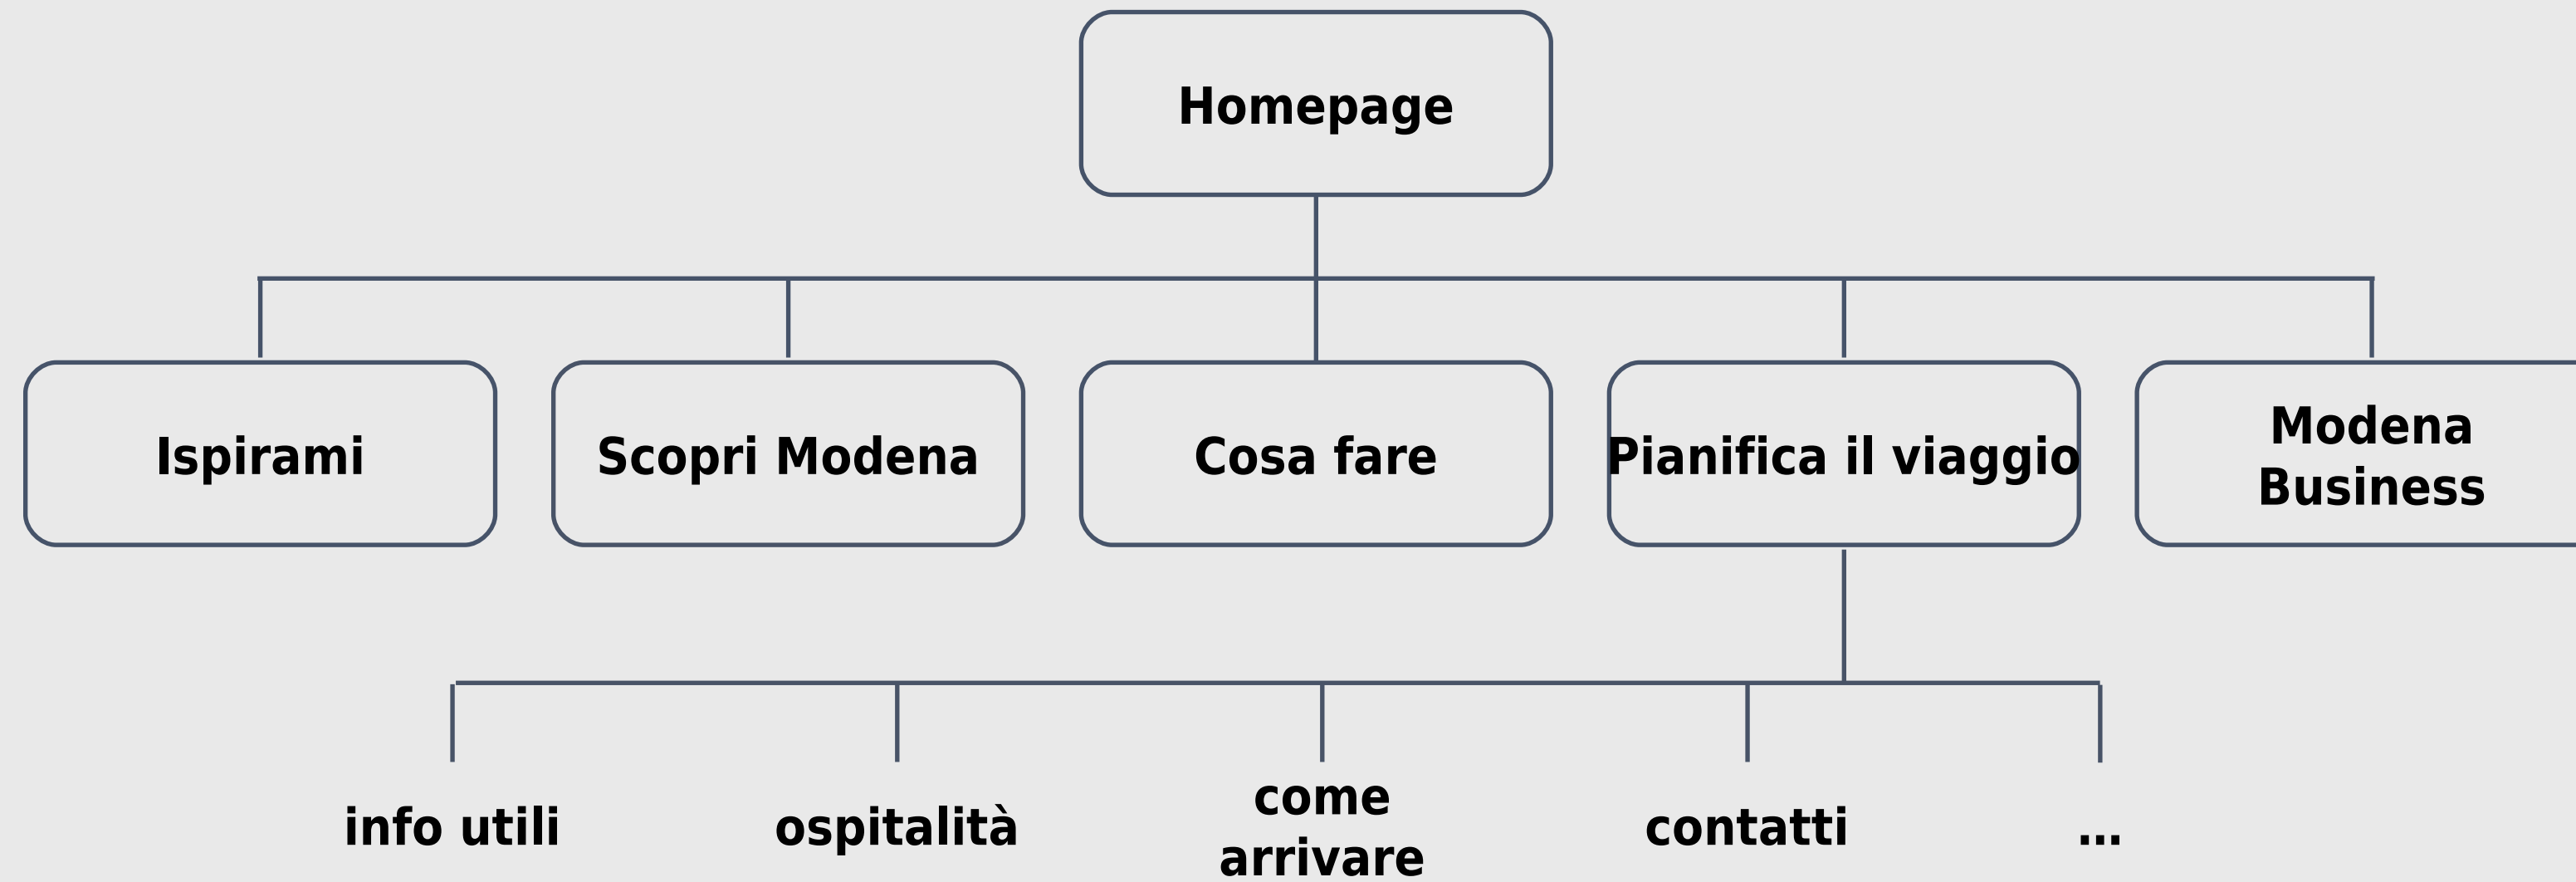 Homepage
Ispirami
Scopri Modena
Cosa fare
Pianifica il viaggio
Modena
Business
info utili
ospitalità
come
arrivare
contatti
...